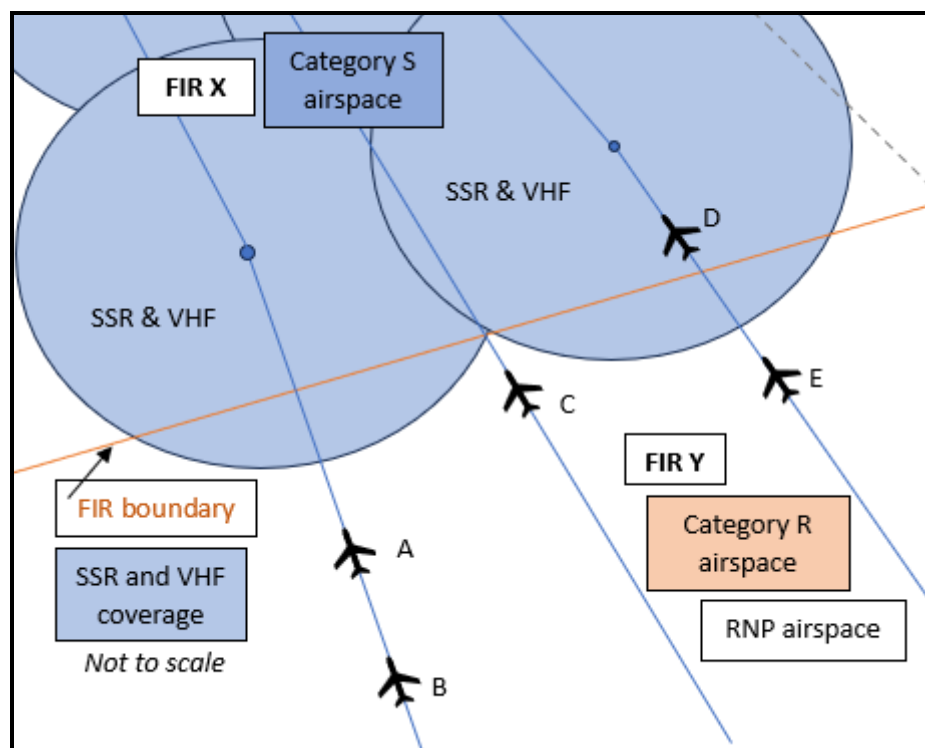 FIR X
Category S
airspace
SSR & VHF
D
SSR & VHF
E
C
FIR Y
FIR boundary
Category R
airspace
A
SSR and VHF
coverage
RNP airspace
Not to scale
B